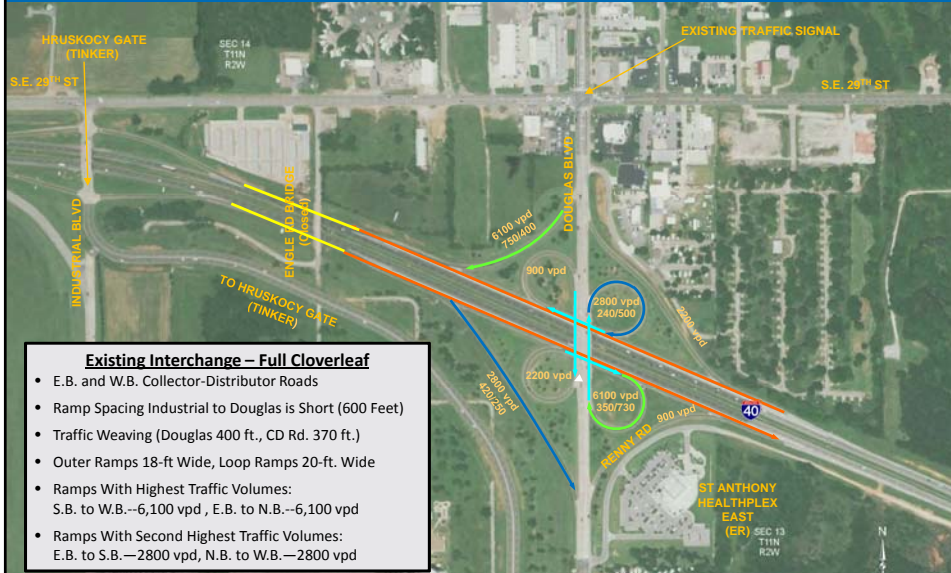 HRUSKOCY GATE
(TINKER)
SEC 14
T11N
R2W
EXISTING TRAFFIC SIGNAL
S.E. 29TH ST
S.E. 29TH ST
INDUSTRIAL BLVD
ENGLE RD BRIDGE
(Closed)
DOUGLAS BLVD
6100 vpd
750/400
900 vpd
2800 vpd
240/500
2200 vpd
TO HRUSKOCY GATE
(TINKER)
2800 vpd
420/250
2200 vpd
6100 vpd
350/730
900 vpd
RENNY RD
40
ST ANTHONY
HEALTHPLEX
EAST
(ER)
SEC 13
T11N
R2W
N
Existing Interchange – Full Cloverleaf
• E.B. and W.B. Collector-Distributor Roads
• Ramp Spacing Industrial to Douglas is Short (600 Feet)
• Traffic Weaving (Douglas 400 ft., CD Rd. 370 ft.)
• Outer Ramps 18-ft Wide, Loop Ramps 20-ft. Wide
• Ramps With Highest Traffic Volumes:
S.B. to W.B.--6,100 vpd , E.B. to N.B.--6,100 vpd
• Ramps With Second Highest Traffic Volumes:
E.B. to S.B.—2800 vpd, N.B. to W.B.—2800 vpd